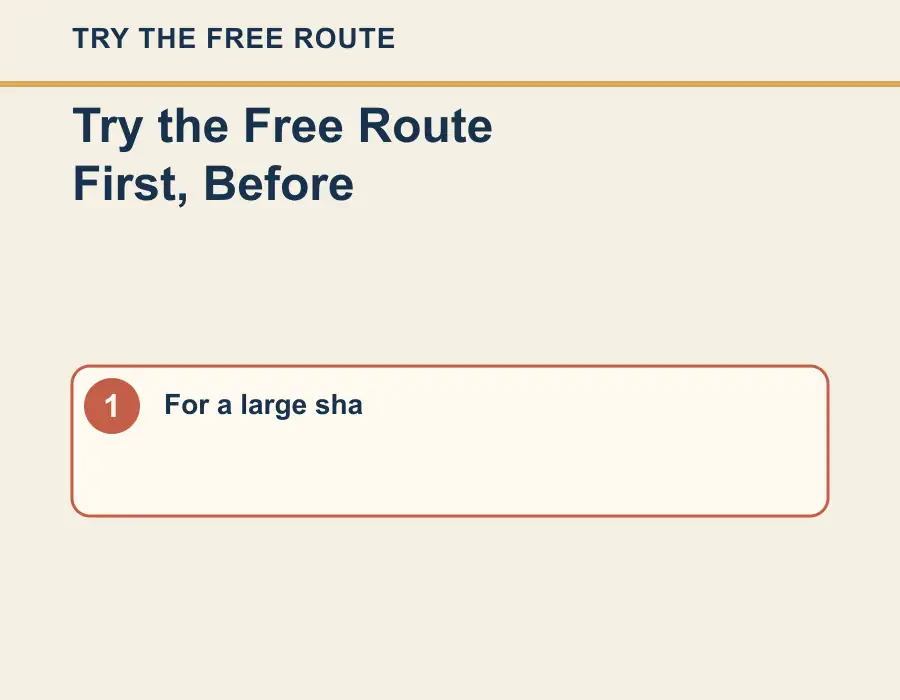 TRY THE FREE ROUTE
Try the Free Route
First, Before
1
For a large sha